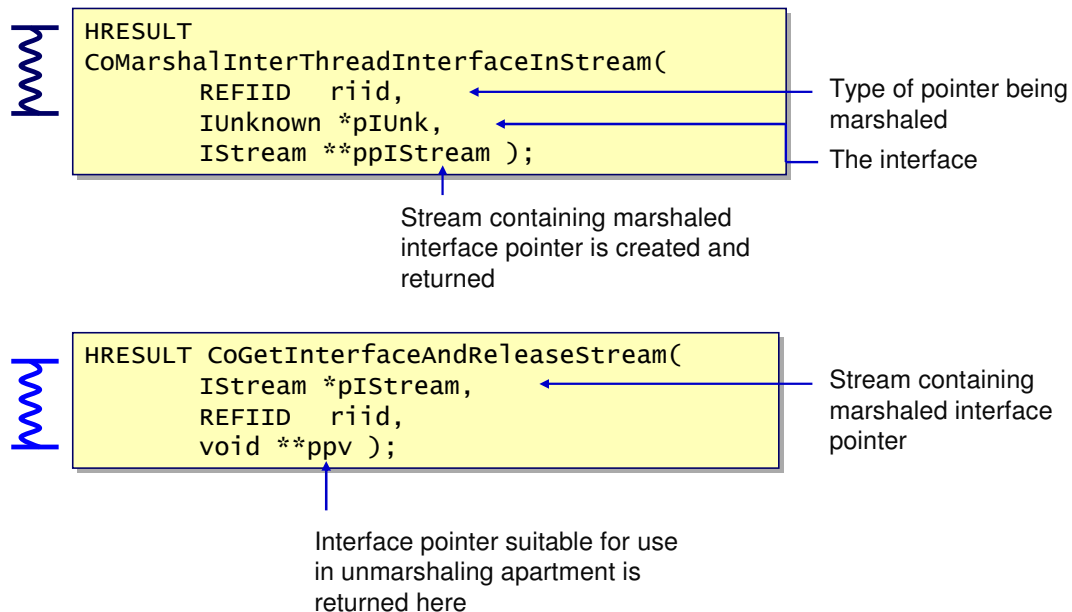 HRESULT
CoMarshalInterThreadInterfaceInStream(
REFIID riid,
IUnknown *pIUnk,
IStream **ppIStream );
Type of pointer being
marshaled
The interface
Stream containing marshaled
interface pointer is created and
returned
HRESULT CoGetInterfaceAndReleaseStream(
IStream *pIStream,
REFIID riid,
void **ppv );
Stream containing
marshaled interface
pointer
Interface pointer suitable for use
in unmarshaling apartment is
returned here